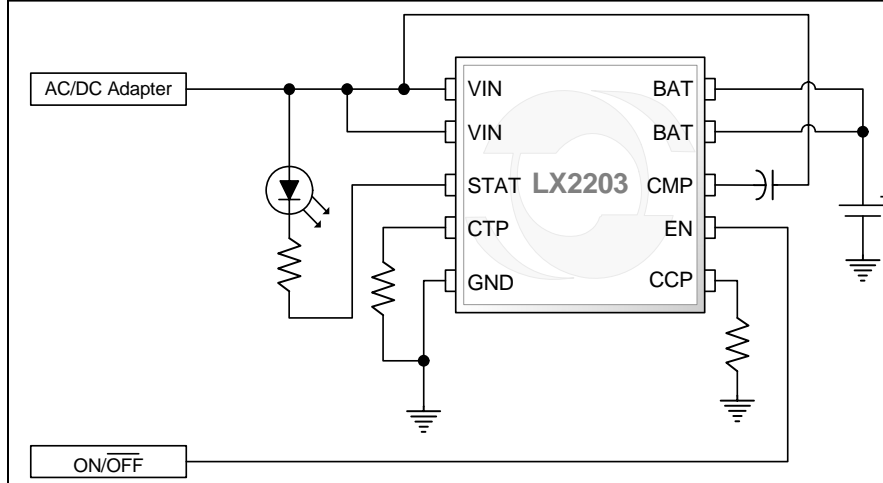 AC/DC Adapter
VIN
BAT
VIN
BAT
STAT
LX2203
CMP
CTP
EN
GND
CCP
ON/OFF